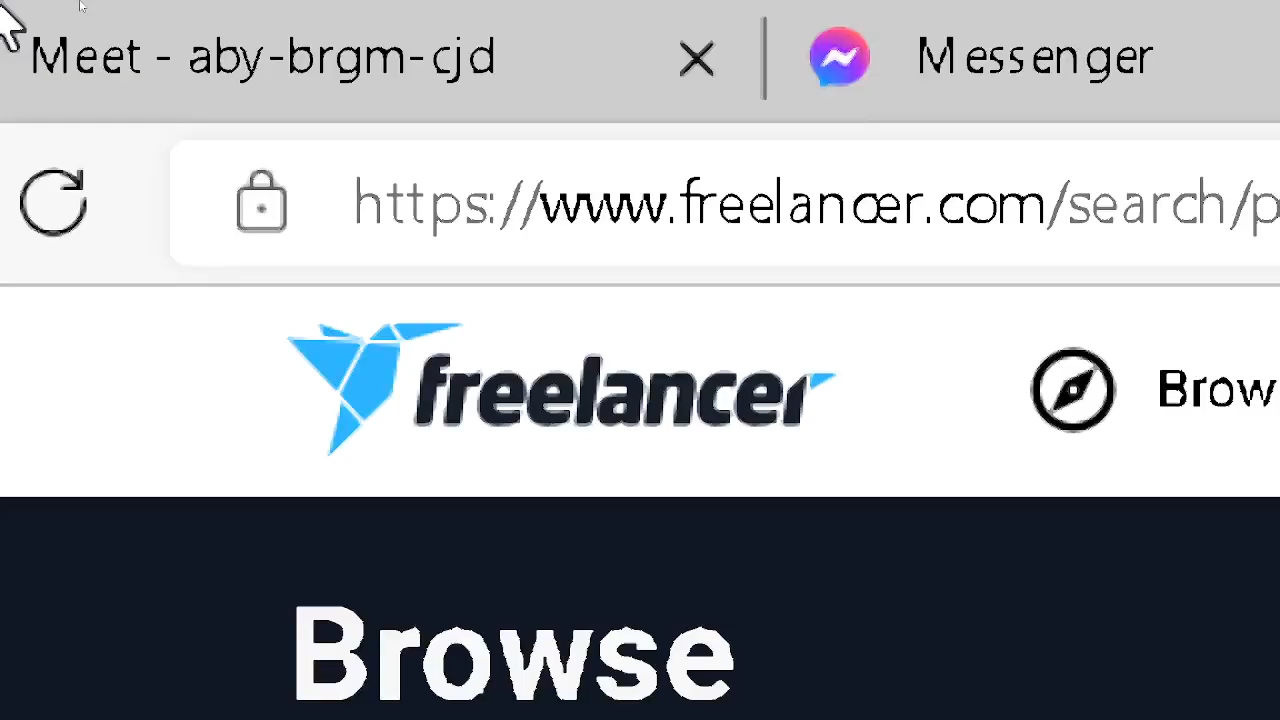 Meet - aby-brgm-cjd
Messenger
https://www.freelancer.com/search/p
freelancer
Brow
Browse